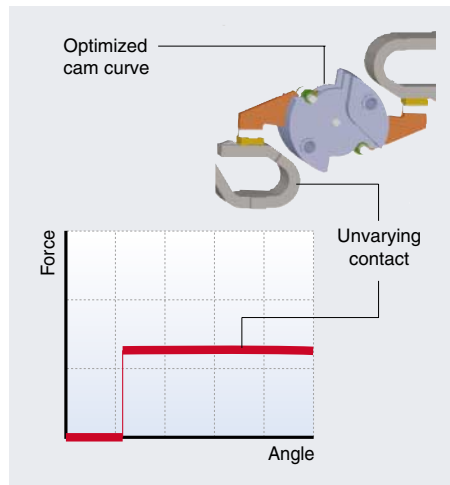 Optimized
cam curve
Unvarying
contact
Force
Angle